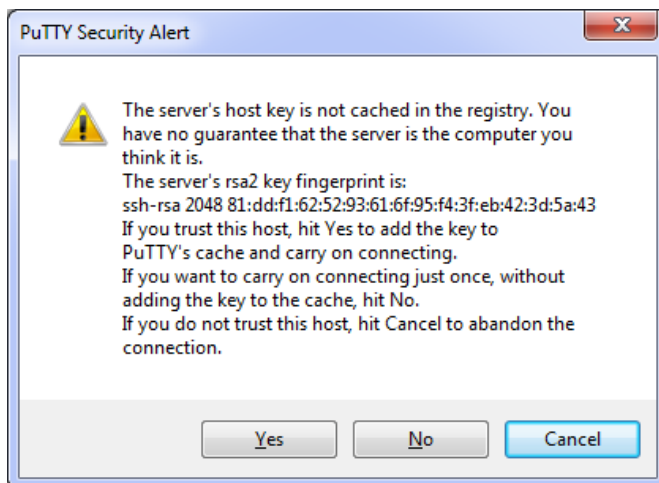 PuTTY Security Alert
The server's host key is not cached in the registry. You
have no guarantee that the server is the computer you
think it is.
The server's rsa2 key fingerprint is:
ssh-rsa 2048 81:dd:f1:62:52:93:61:6f:95:f4:3f:eb:42:3d:5a:43
If you trust this host, hit Yes to add the key to
PuTTY's cache and carry on connecting.
If you want to carry on connecting just once, without
adding the key to the cache, hit No.
If you do not trust this host, hit Cancel to abandon the
connection.
Yes No Cancel